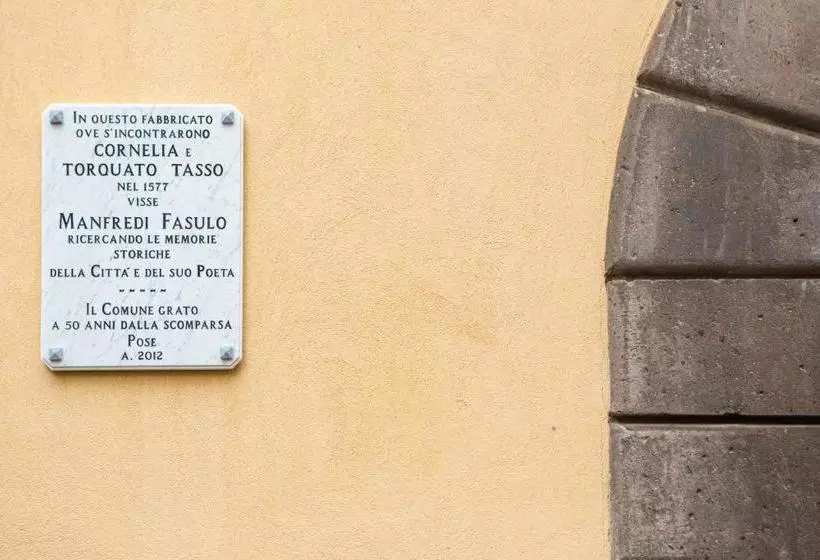 In questo fabbricato
ove s'incontrarono
Cornelia e
Torquato Tasso
nel 1577
visse
Manfredi Fasulo
ricercando le memorie
storiche
della Citta' e del suo Poeta
-----
Il Comune grato
a 50 anni dalla scomparsa
Pose
A. 2012